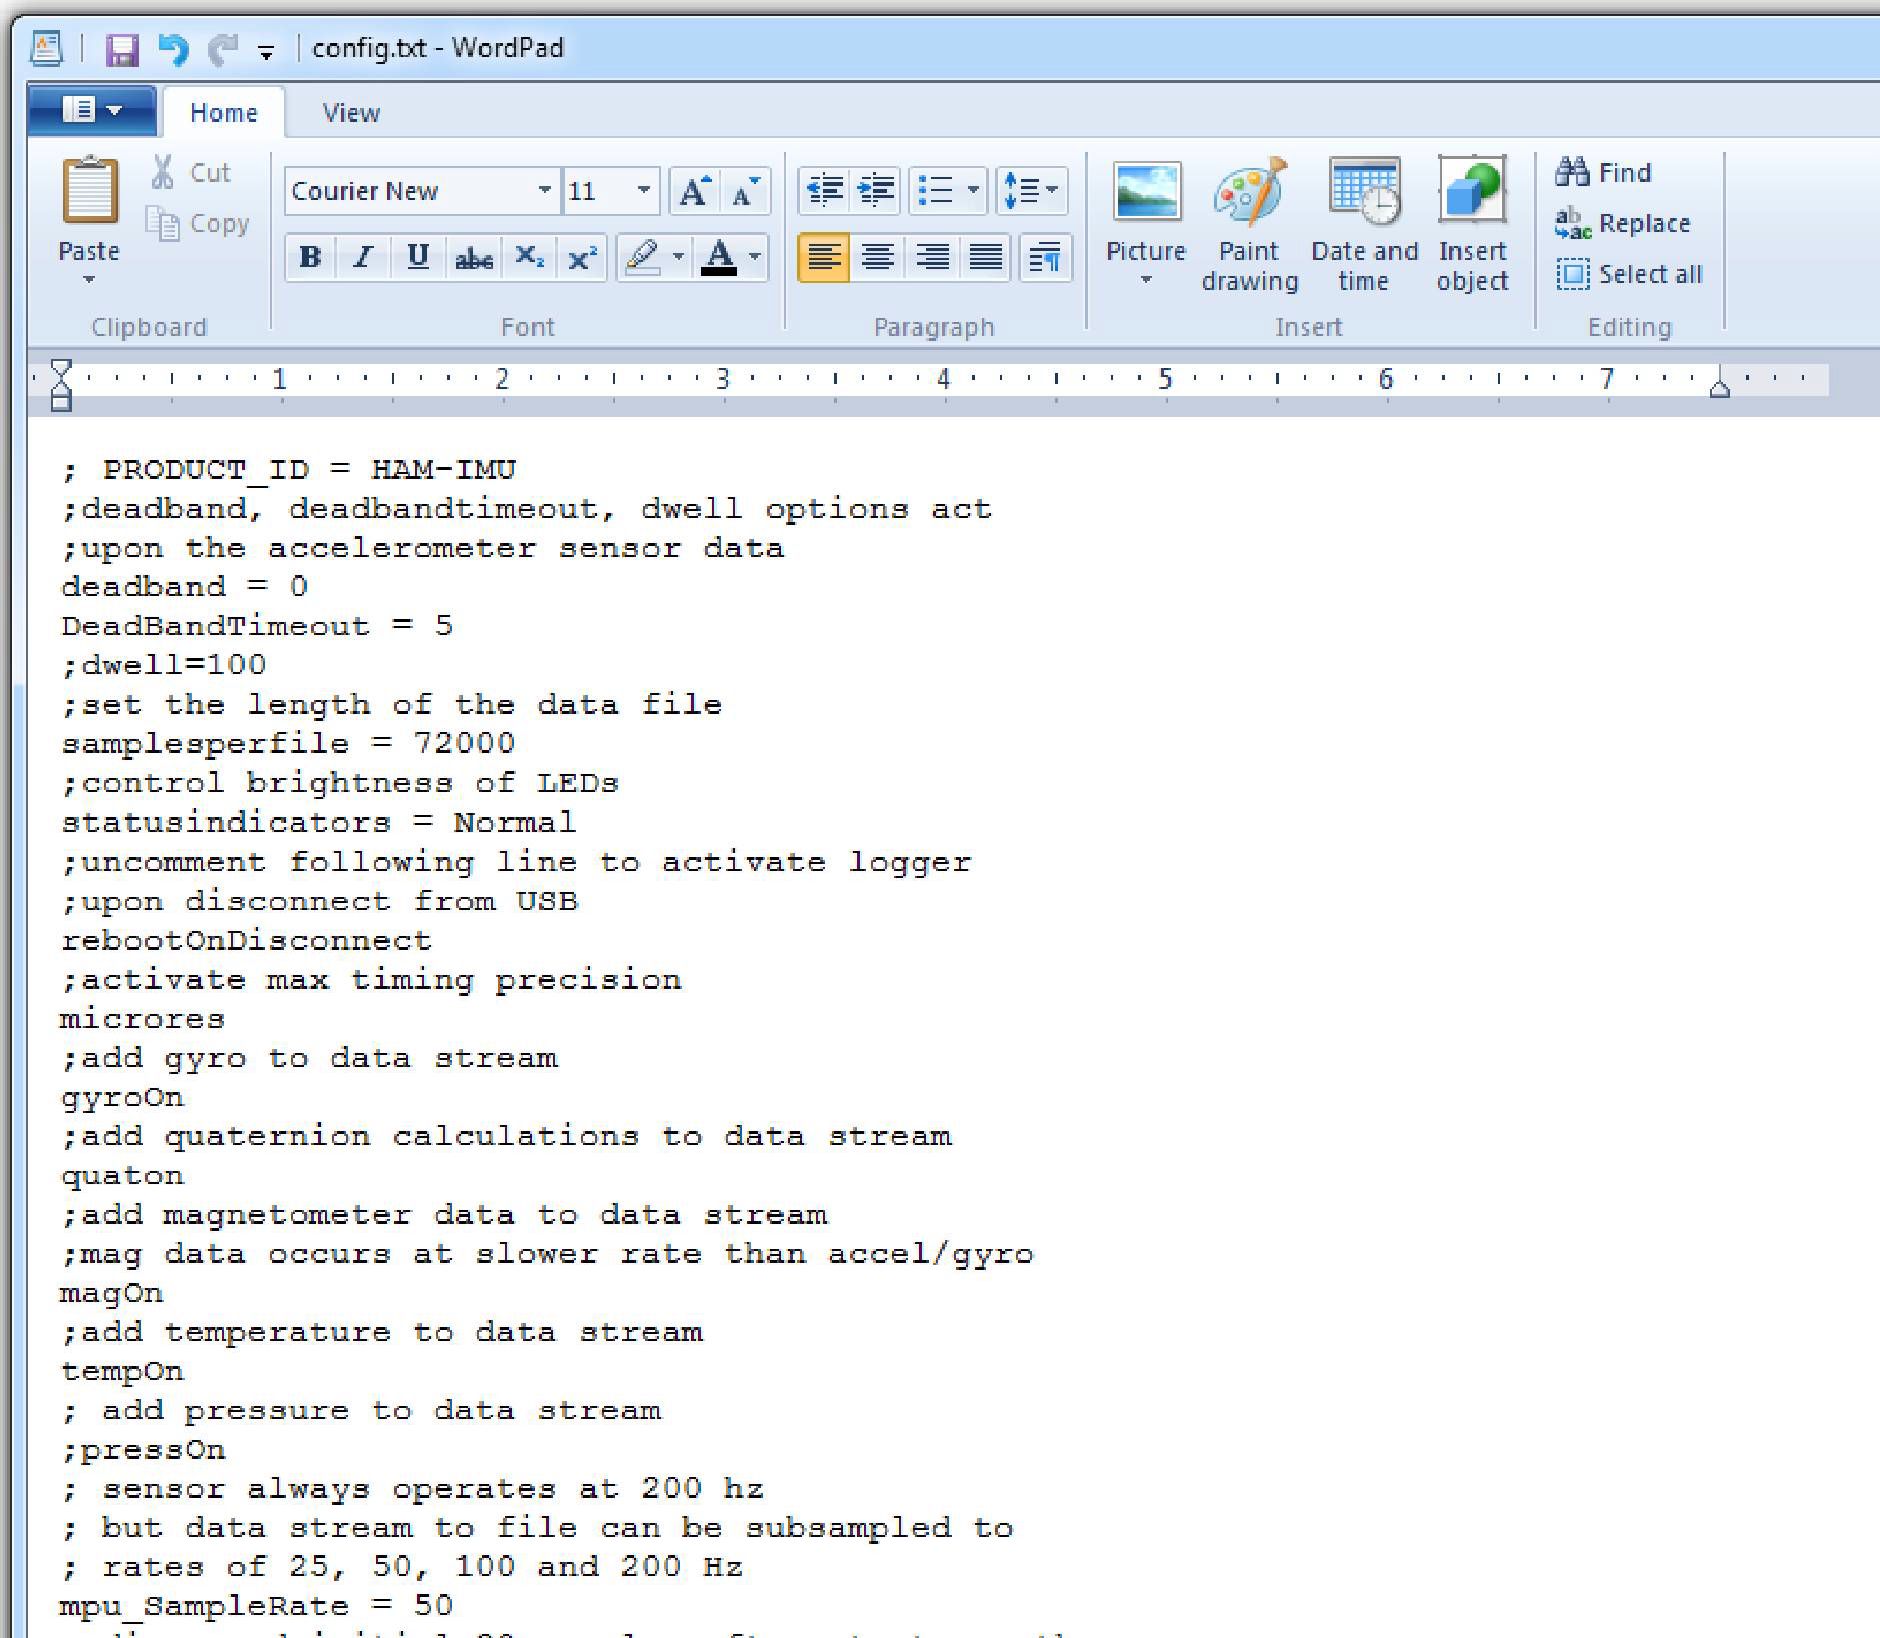 config.txt - WordPad
Home View
Cut
Copy
Paste
Clipboard
Courier New 11
Font
Paragraph
Picture
Paint drawing
Date and time
Insert object
Insert
Find
Replace
Select all
Editing
1 2 3 4 5 6 7
; PRODUCT_ID = HAM-IMU
;deadband, deadbandtimeout, dwell options act
;upon the accelerometer sensor data
deadband = 0
DeadBandTimeout = 5
;dwell=100
;set the length of the data file
samplesperfile = 72000
;control brightness of LEDs
statusindicators = Normal
;uncomment following line to activate logger
;upon disconnect from USB
rebootOnDisconnect
;activate max timing precision
microres
;add gyro to data stream
gyroOn
;add quaternion calculations to data stream
quaton
;add magnetometer data to data stream
;mag data occurs at slower rate than accel/gyro
magOn
;add temperature to data stream
tempOn
; add pressure to data stream
;pressOn
; sensor always operates at 200 hz
; but data stream to file can be subsampled to
; rates of 25, 50, 100 and 200 Hz
mpu_SampleRate = 50